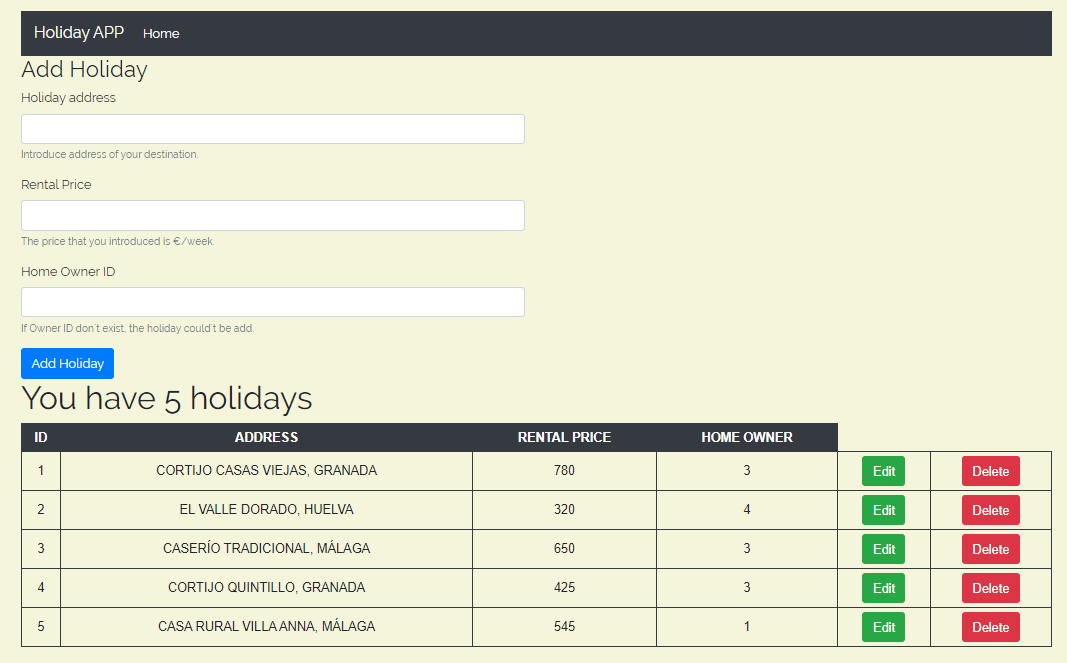 Holiday APP Home
Add Holiday
Holiday address
Introduce address of your destination.
Rental Price
The price that you introduced is €/week.
Home Owner ID
If Owner ID don't exist, the holiday could't be add.
Add Holiday
You have 5 holidays
ID ADDRESS RENTAL PRICE HOME OWNER
1 CORTIJO CASAS VIEJAS, GRANADA 780 3 Edit Delete
2 EL VALLE DORADO, HUELVA 320 4 Edit Delete
3 CASERÍO TRADICIONAL, MÁLAGA 650 3 Edit Delete
4 CORTIJO QUINTILLO, GRANADA 425 3 Edit Delete
5 CASA RURAL VILLA ANNA, MÁLAGA 545 1 Edit Delete